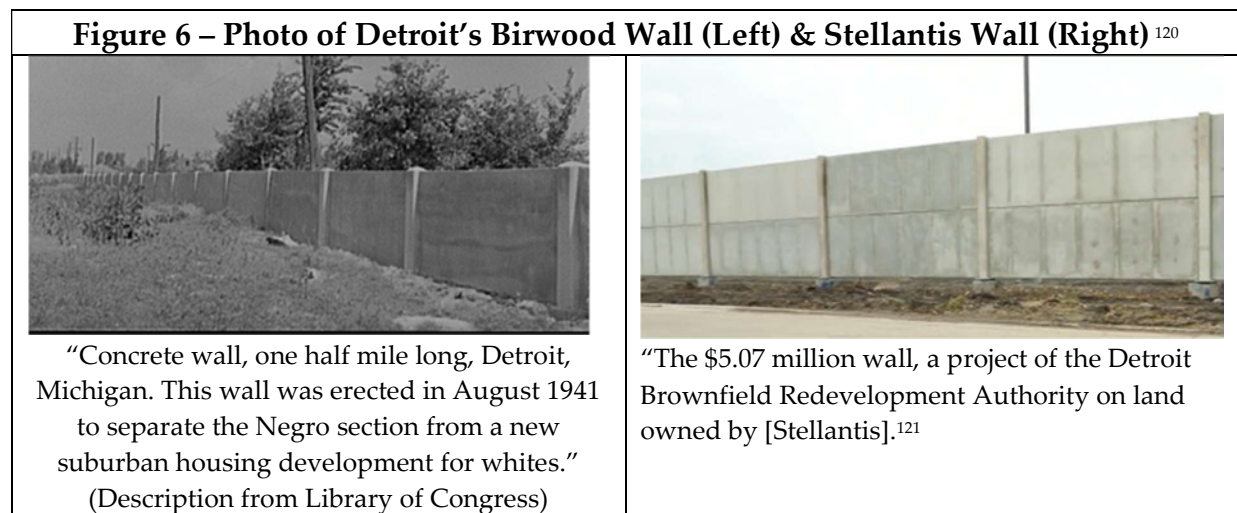 Figure 6 – Photo of Detroit’s Birwood Wall (Left) & Stellantis Wall (Right) 120
“Concrete wall, one half mile long, Detroit,
Michigan. This wall was erected in August 1941
to separate the Negro section from a new
suburban housing development for whites.”
(Description from Library of Congress)
“The $5.07 million wall, a project of the Detroit
Brownfield Redevelopment Authority on land
owned by [Stellantis].121